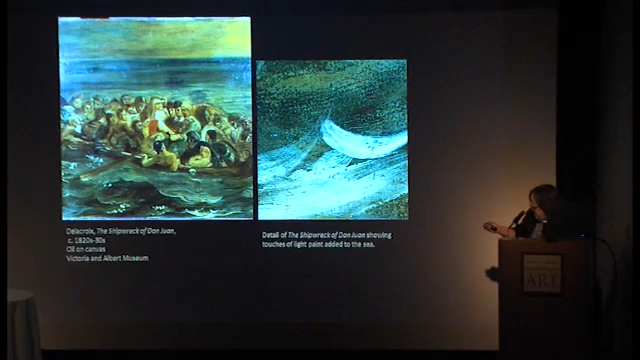 Delacroix, The Shipwreck of Don Juan,
c. 1820s-30s
Oil on canvas
Victoria and Albert Museum
Detail of The Shipwreck of Don Juan showing
touches of light paint added to the sea.
ART